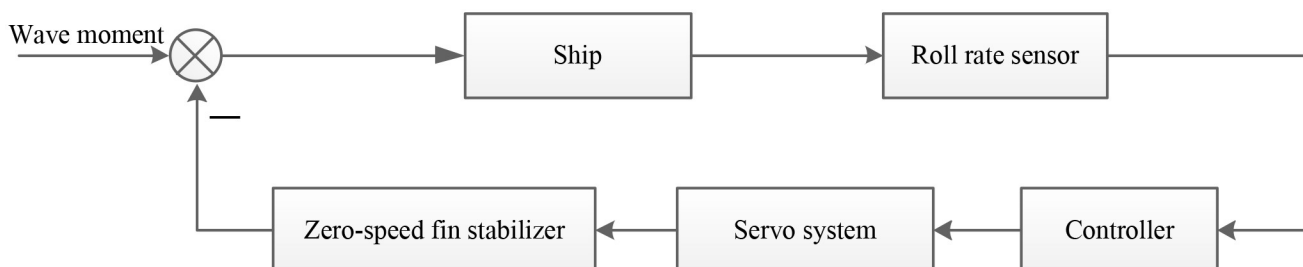 Wave moment
Ship
Roll rate sensor
—
Zero-speed fin stabilizer
Servo system
Controller